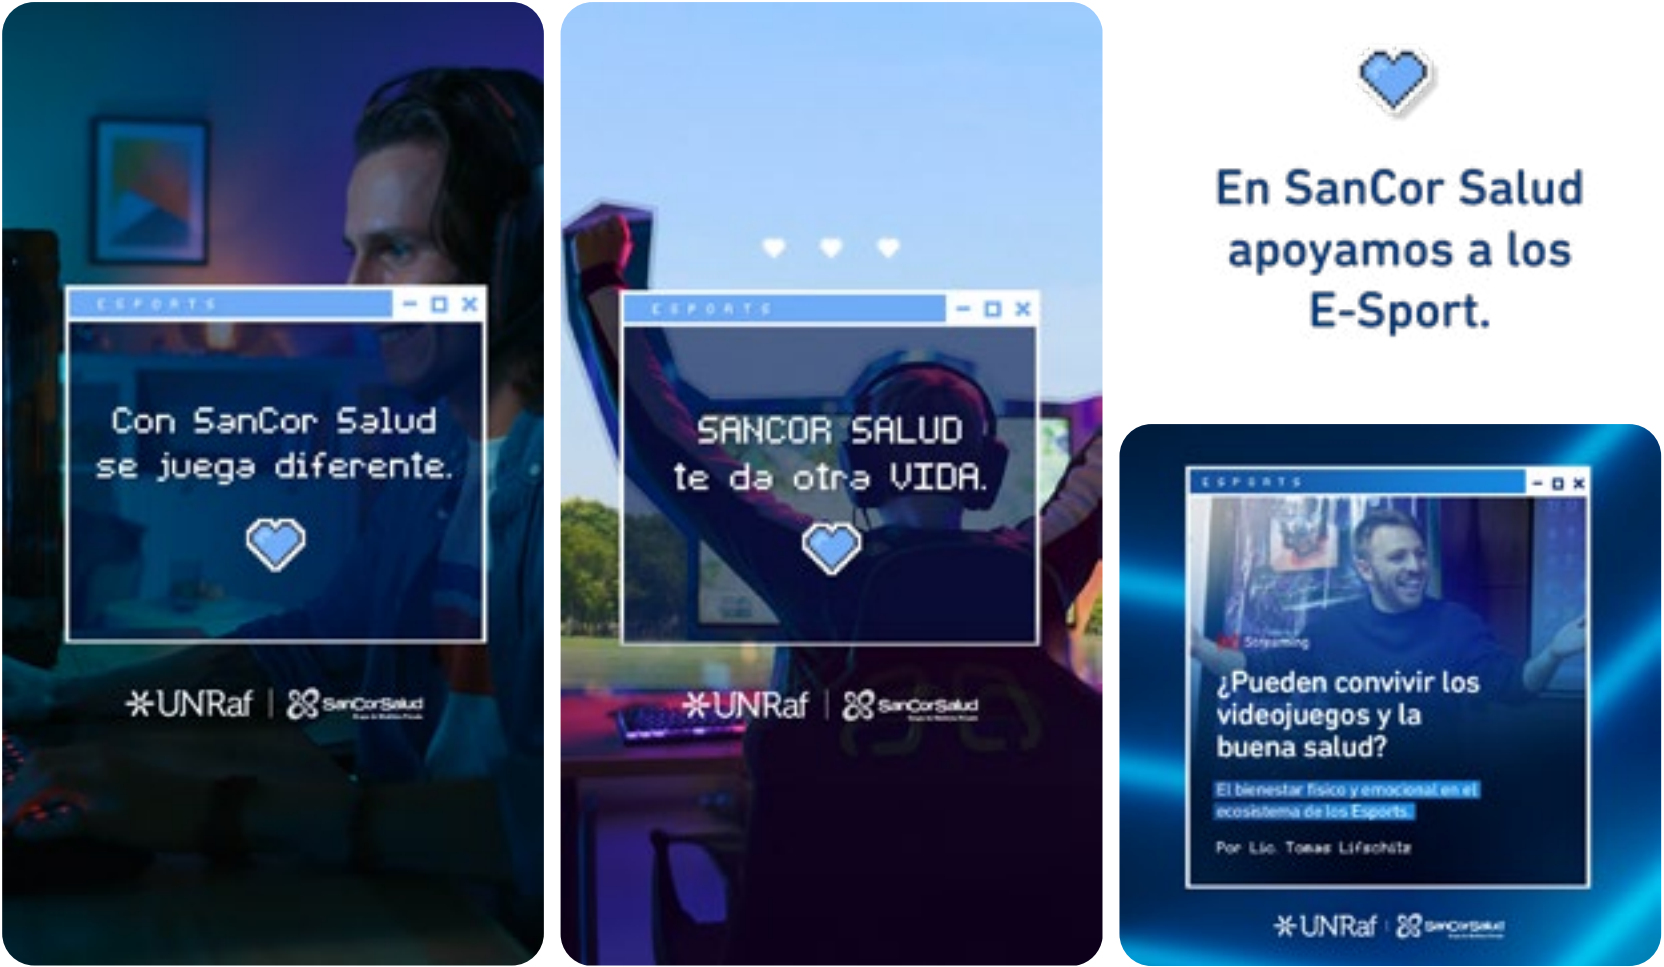 ESPORTS
Con SanCor Salud
se juega diferente.
UNRaf
SanCorSalud
ESPORTS
SANCOR SALUD
te da otra VIDA.
UNRaf
SanCorSalud
En SanCor Salud
apoyamos a los
E-Sport.
ESPORTS
Streaming
¿Pueden convivir los
videojuegos y la
buena salud?
El bienestar físico y emocional en el
ecosistema de los Esports.
Por Lic. Tomas Lifschitz
UNRaf
SanCorSalud